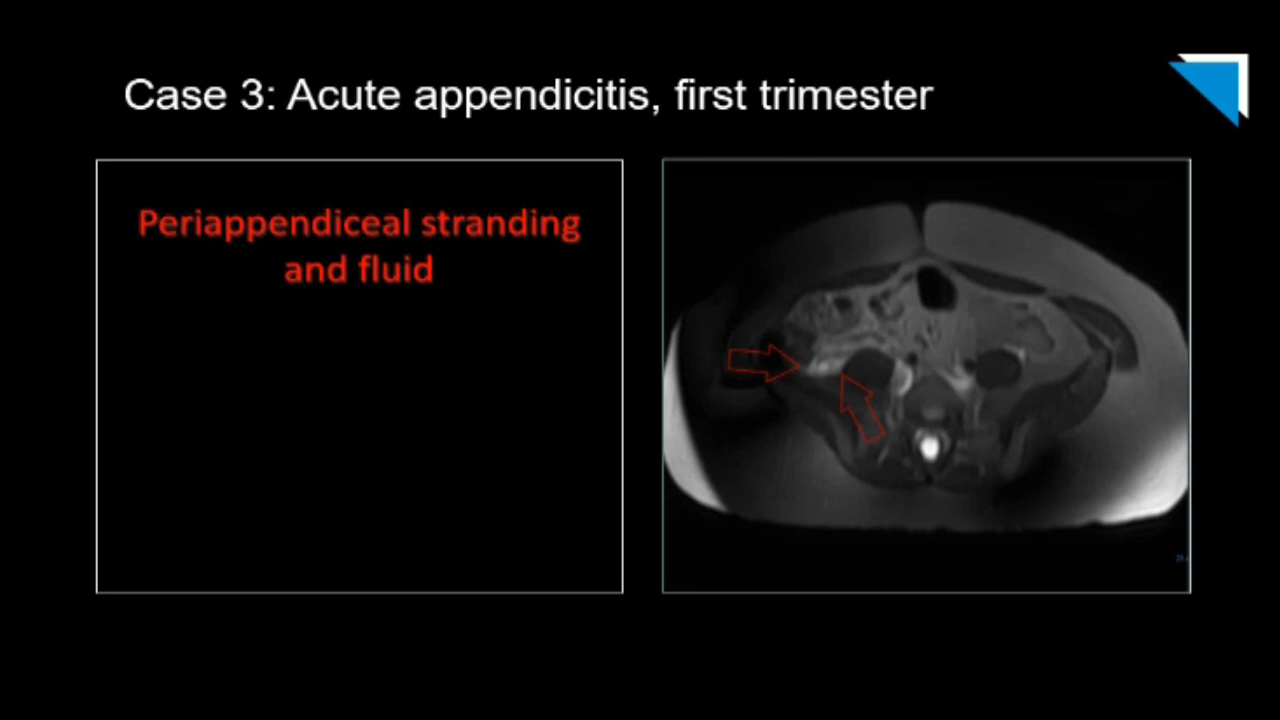 Case 3: Acute appendicitis, first trimester
Periappendiceal stranding
and fluid